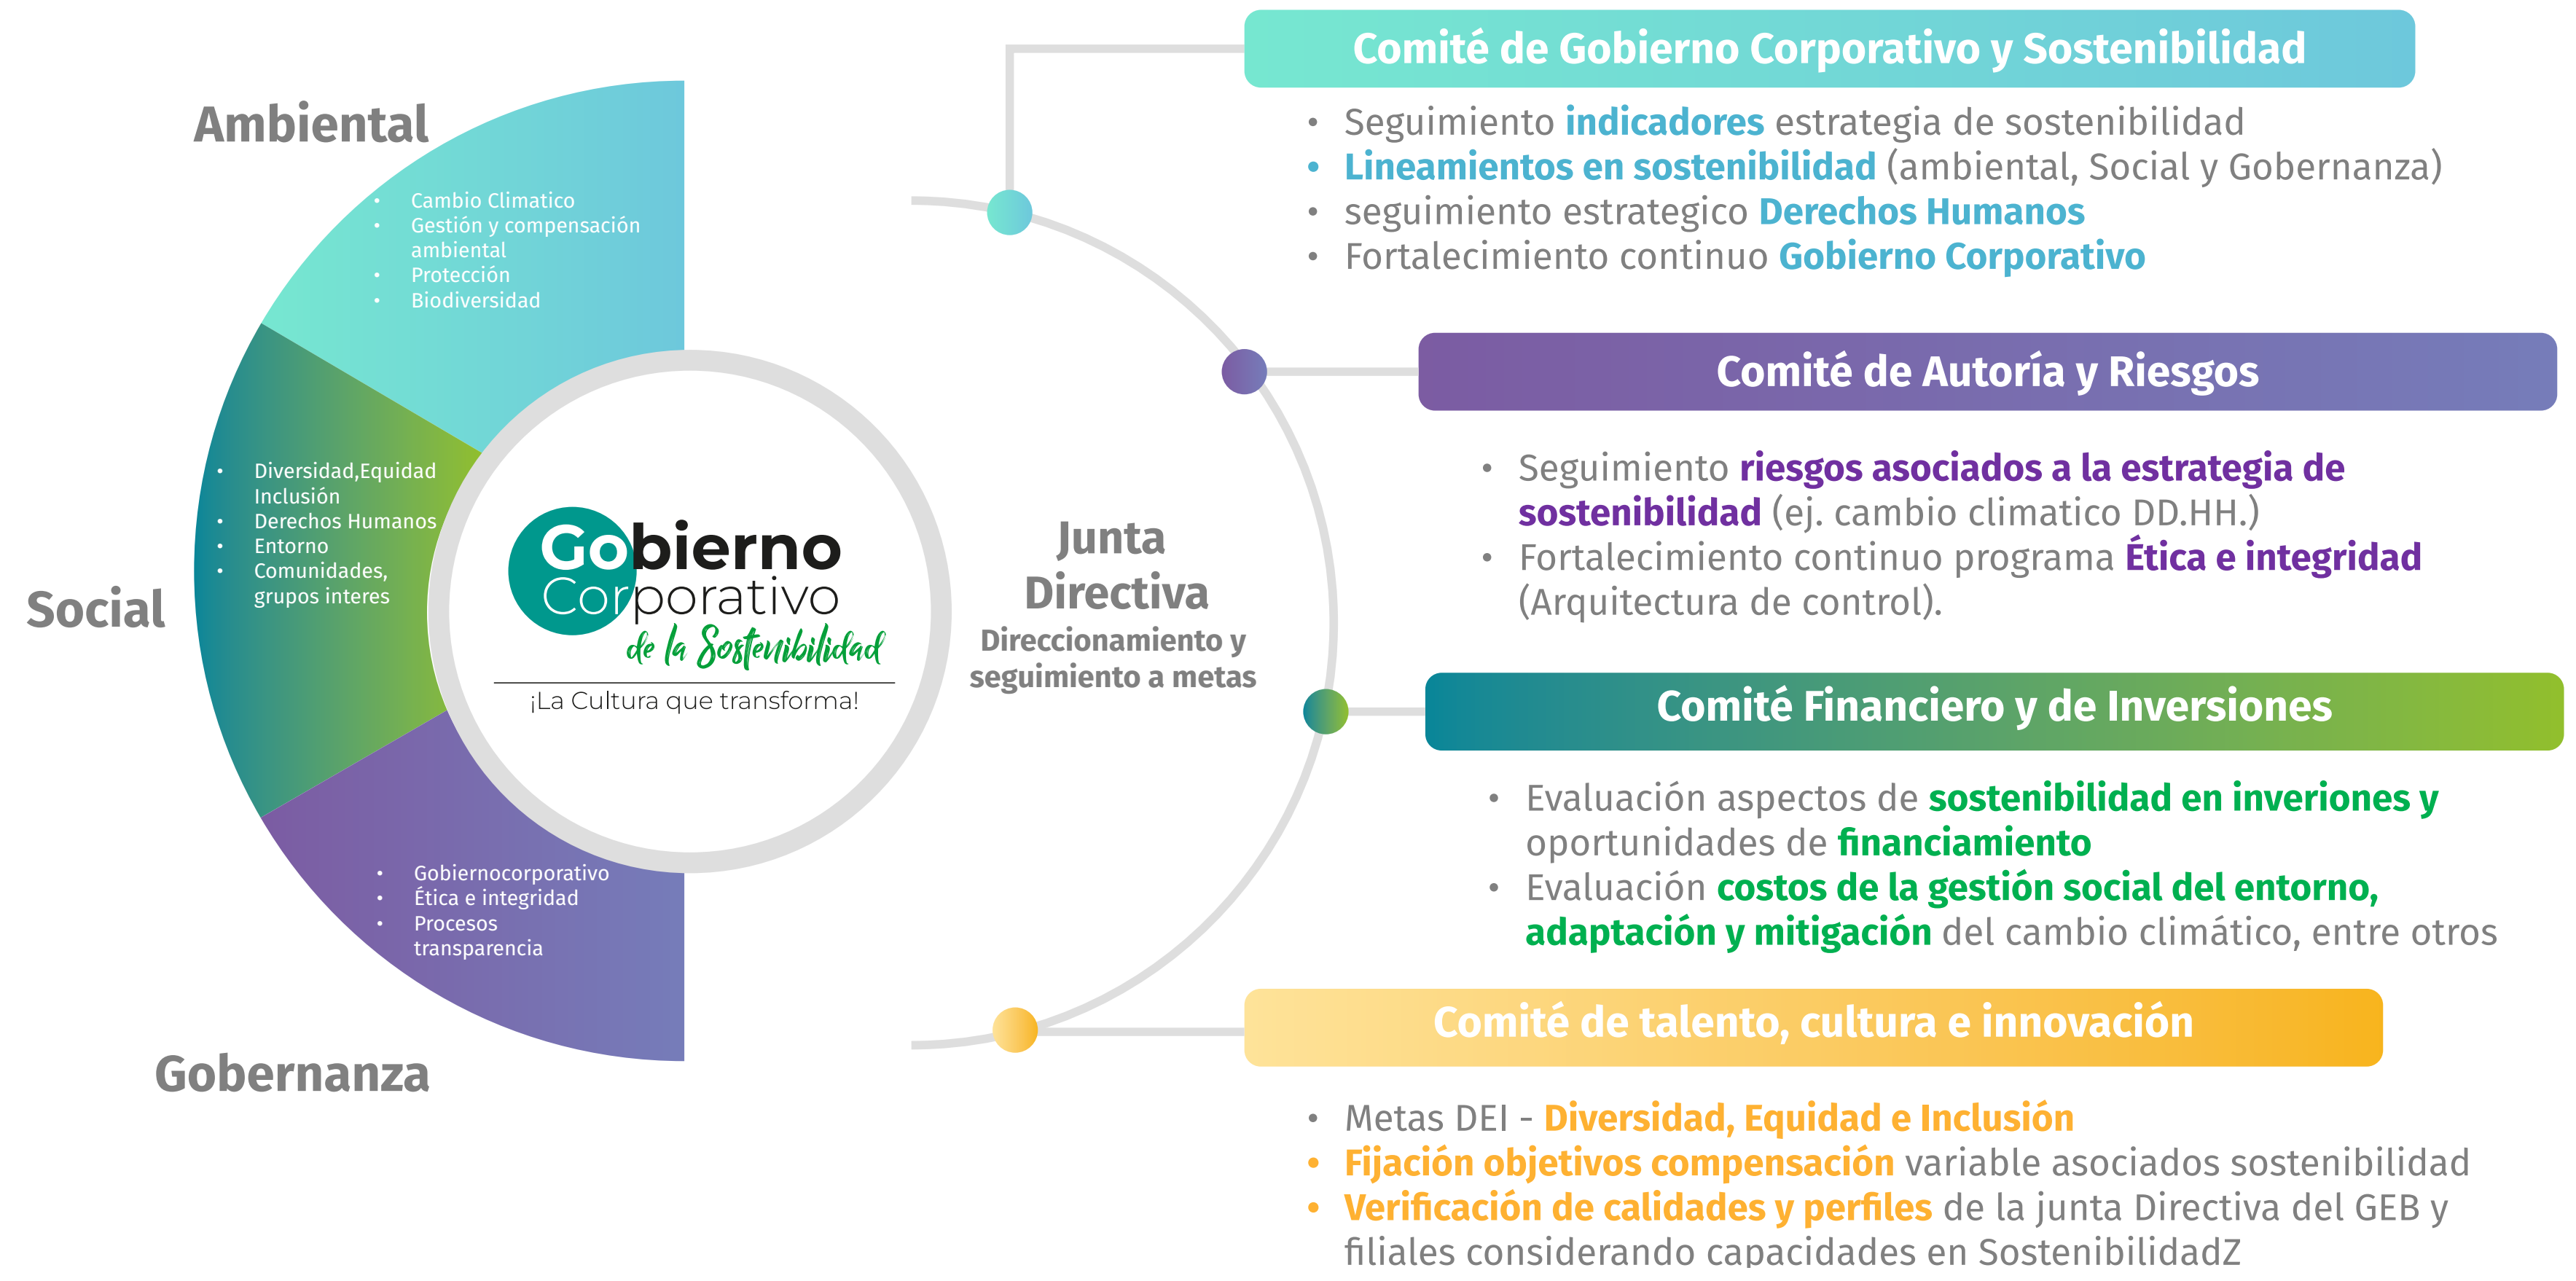 Ambiental
• Cambio Climatico
• Gestión y compensación
ambiental
• Protección
• Biodiversidad
Social
• Diversidad,Equidad
Inclusión
• Derechos Humanos
• Entorno
• Comunidades,
grupos interes
Gobernanza
• Gobiernocorporativo
• Ética e integridad
• Procesos
transparencia
Gobierno
Corporativo
de la Sostenibilidad
¡La Cultura que transforma!
Junta
Directiva
Direccionamiento y
seguimiento a metas
Comité de Gobierno Corporativo y Sostenibilidad
• Seguimiento indicadores estrategia de sostenibilidad
• Lineamientos en sostenibilidad (ambiental, Social y Gobernanza)
• seguimiento estrategico Derechos Humanos
• Fortalecimiento continuo Gobierno Corporativo
Comité de Autoría y Riesgos
• Seguimiento riesgos asociados a la estrategia de
sostenibilidad (ej. cambio climatico DD.HH.)
• Fortalecimiento continuo programa Ética e integridad
(Arquitectura de control).
Comité Financiero y de Inversiones
• Evaluación aspectos de sostenibilidad en inveriones y
oportunidades de financiamiento
• Evaluación costos de la gestión social del entorno,
adaptación y mitigación del cambio climático, entre otros
Comité de talento, cultura e innovación
• Metas DEI - Diversidad, Equidad e Inclusión
• Fijación objetivos compensación variable asociados sostenibilidad
• Verificación de calidades y perfiles de la junta Directiva del GEB y
filiales considerando capacidades en SostenibilidadZ